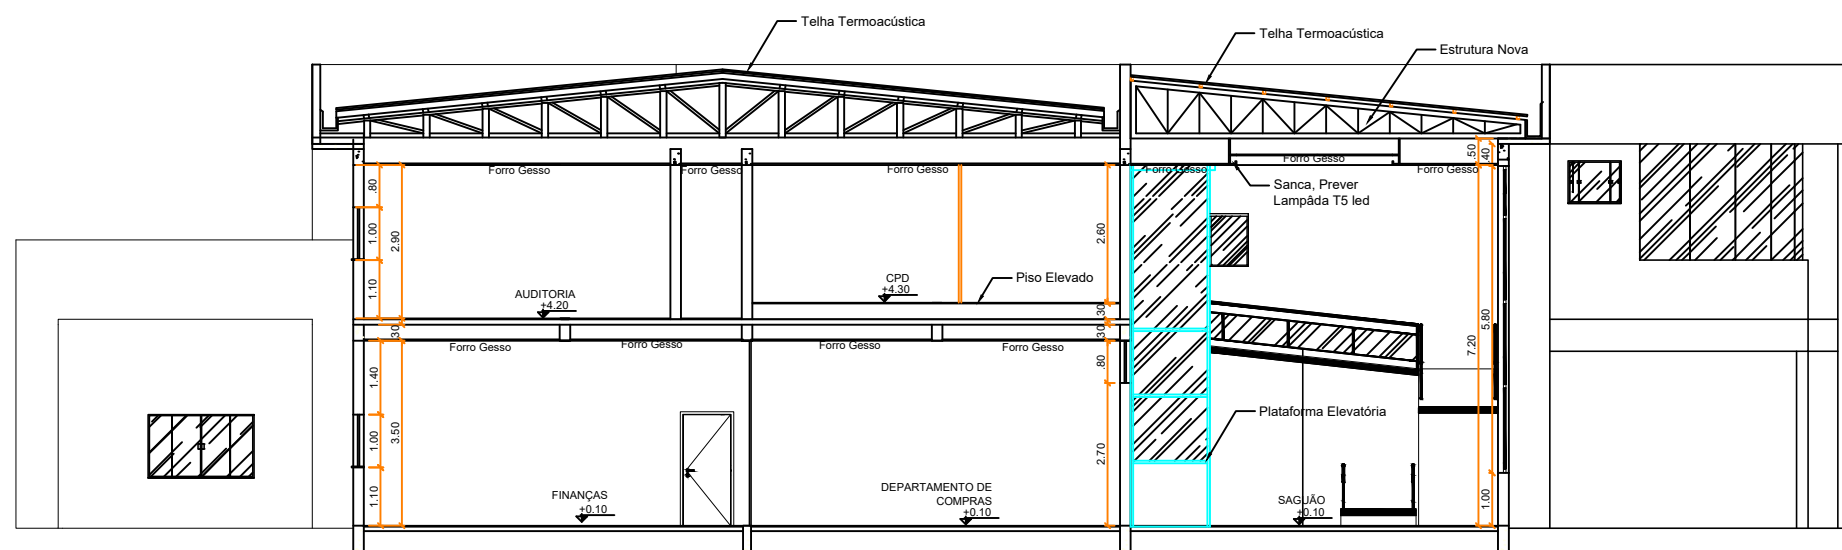 Telha Termoacústica
Telha Termoacústica
Estrutura Nova
Forro Gesso
Forro Gesso
Forro Gesso
Forro Gesso
Forro Gesso
Forro Gesso
.50
.40
Sanca, Prever
Lampâda T5 led
.80
1.00
2.90
1.10
2.60
AUDITORIA
+4.20
CPD
+4.30
Piso Elevado
.30
.30
.30
Forro Gesso
Forro Gesso
Forro Gesso
Forro Gesso
.80
1.40
1.00
3.50
1.10
2.70
5.80
7.20
1.00
Plataforma Elevatória
FINANÇAS
+0.10
DEPARTAMENTO DE
COMPRAS
+0.10
SAGUÃO
+0.10